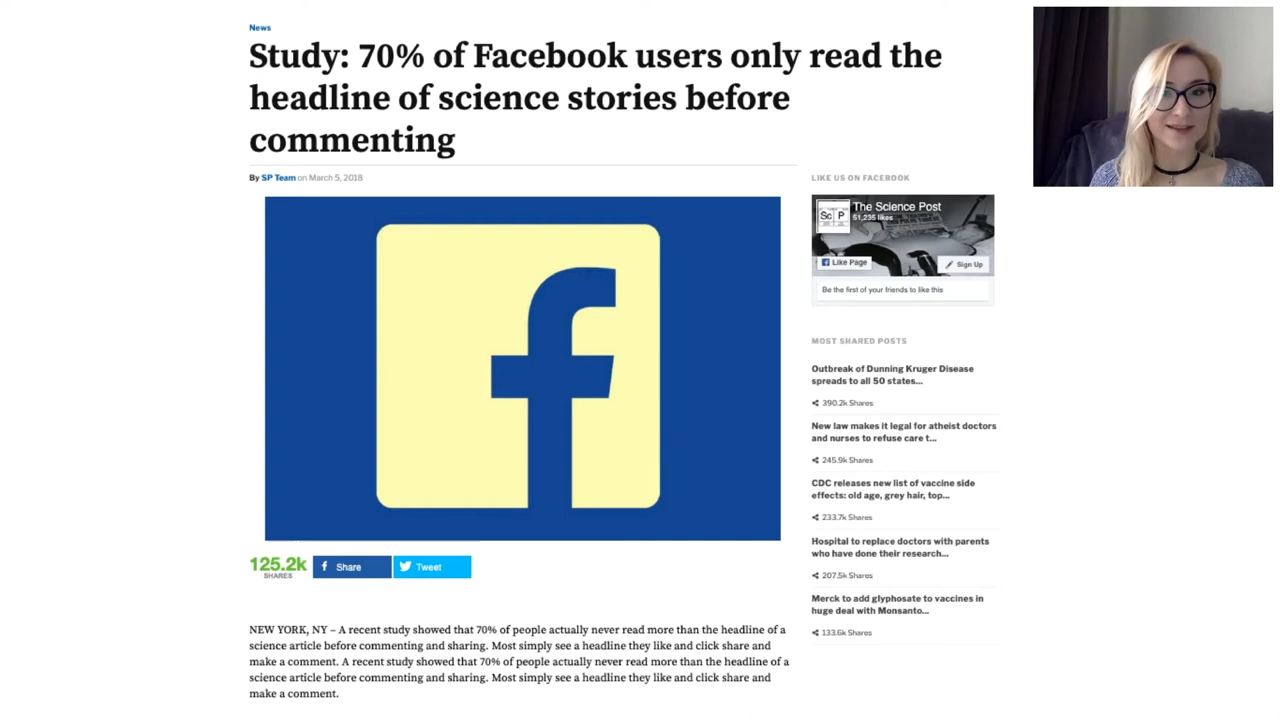 News
Study: 70% of Facebook users only read the
headline of science stories before
commenting
By SP Team on March 5, 2018
125.2k
SHARES
Share
Tweet
NEW YORK, NY – A recent study showed that 70% of people actually never read more than the headline of a
science article before commenting and sharing. Most simply see a headline they like and click share and
make a comment. A recent study showed that 70% of people actually never read more than the headline of a
science article before commenting and sharing. Most simply see a headline they like and click share and
make a comment.
LIKE US ON FACEBOOK
Sc P
The Science Post
51,235 likes
Like Page
Sign Up
Be the first of your friends to like this
MOST SHARED POSTS
Outbreak of Dunning Kruger Disease
spreads to all 50 states...
390.2k Shares
New law makes it legal for atheist doctors
and nurses to refuse care t...
245.9k Shares
CDC releases new list of vaccine side
effects: old age, grey hair, top...
233.7k Shares
Hospital to replace doctors with parents
who have done their research...
207.5k Shares
Merck to add glyphosate to vaccines in
huge deal with Monsanto...
133.6k Shares